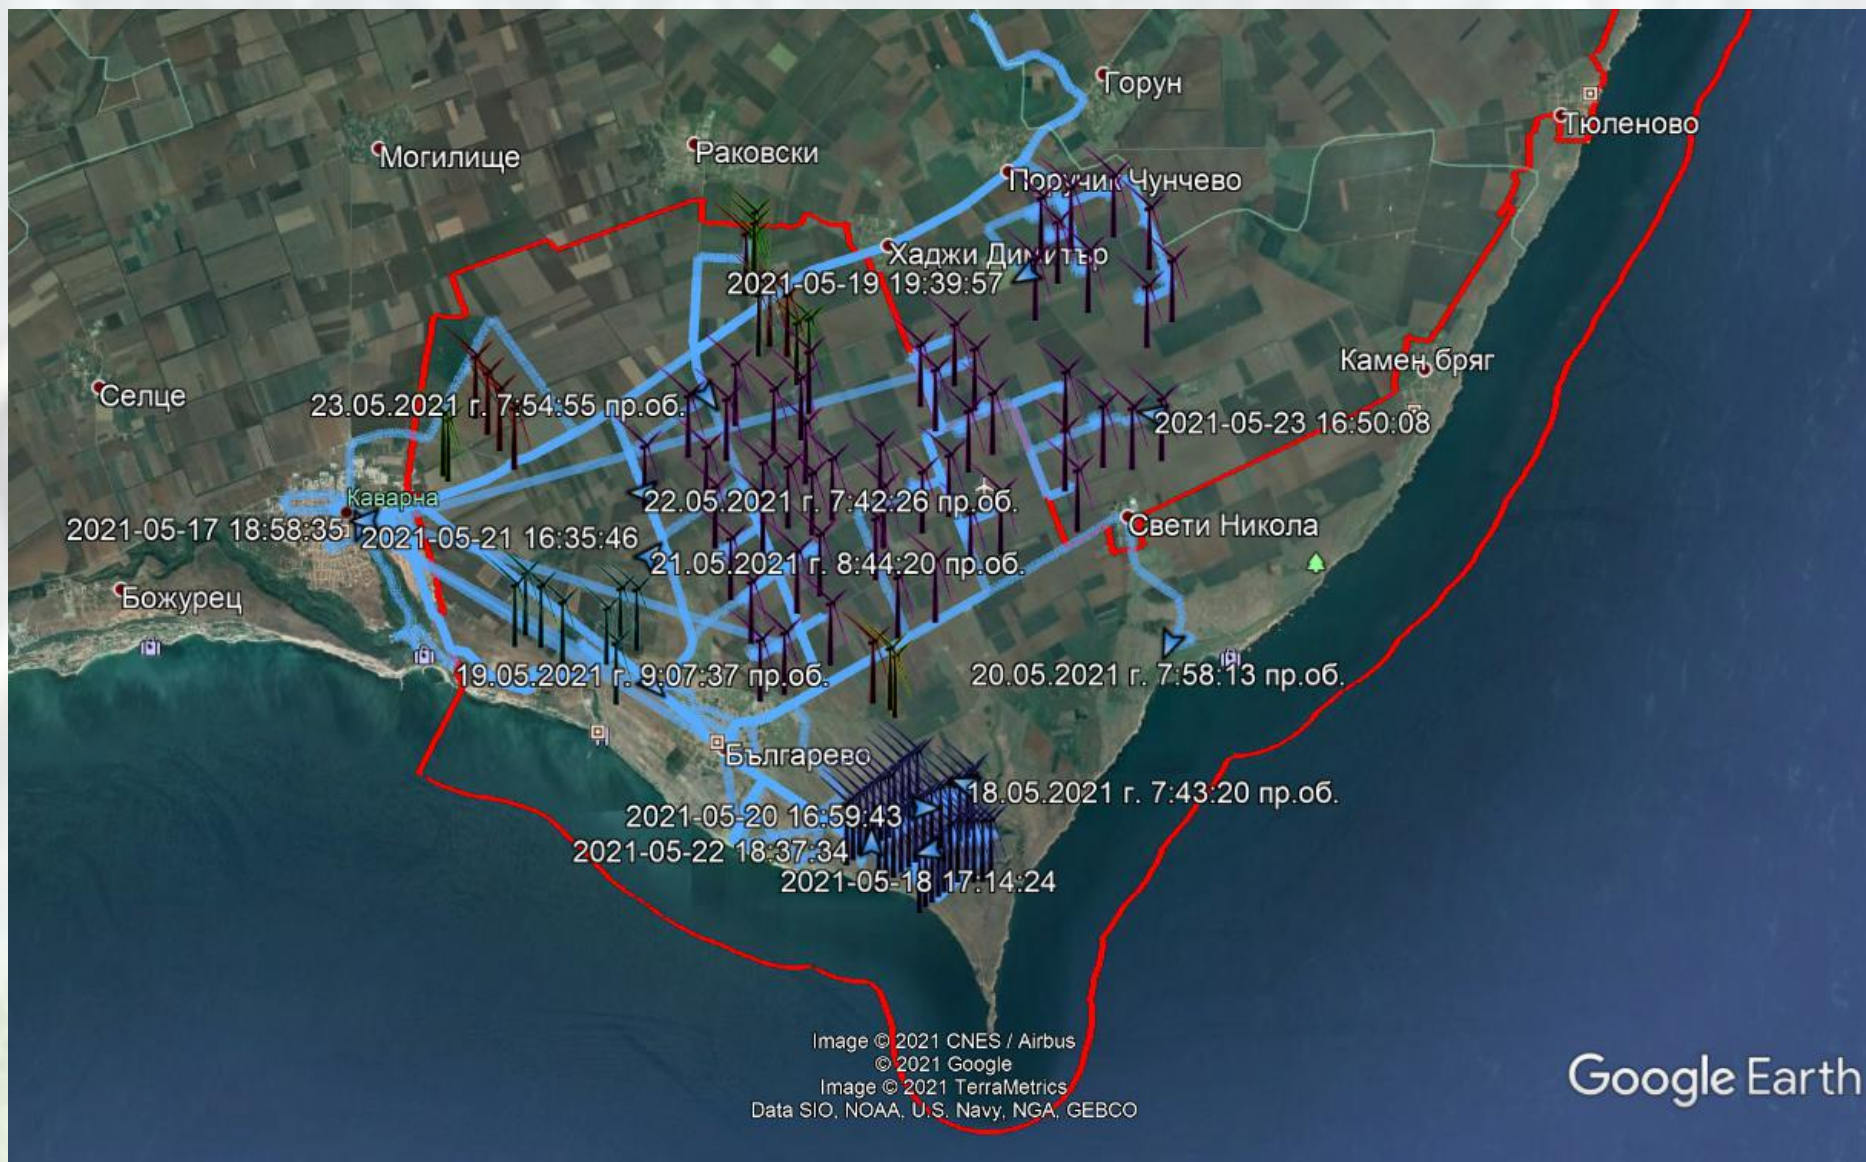 Горун
Тюленово
Могилище
Раковски
Поручик Чунчево
Хаджи Димитър
2021-05-19 19:39:57
Камен бряг
Селце
23.05.2021 г. 7:54:55 пр.об.
2021-05-23 16:50:08
Каварна
22.05.2021 г. 7:42:26 пр.об.
2021-05-17 18:58:35
2021-05-21 16:35:46
Свети Никола
21.05.2021 г. 8:44:20 пр.об.
Божурец
19.05.2021 г. 9:07:37 пр.об.
20.05.2021 г. 7:58:13 пр.об.
Българево
18.05.2021 г. 7:43:20 пр.об.
2021-05-20 16:59:43
2021-05-22 18:37:34
2021-05-18 17:14:24
Image © 2021 CNES / Airbus
© 2021 Google
Image © 2021 TerraMetrics
Data SIO, NOAA, U.S. Navy, NGA, GEBCO
Google Earth